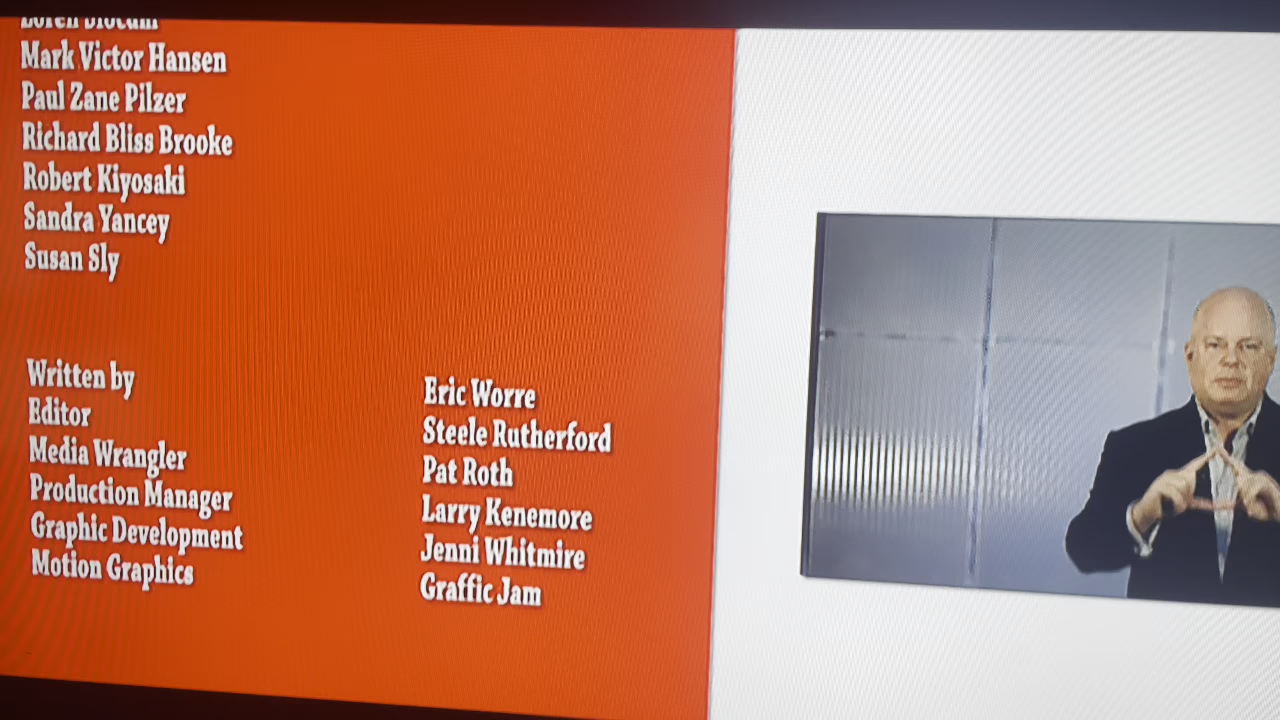 Mark Victor Hansen
Paul Zane Pilzer
Richard Bliss Brooke
Robert Kiyosaki
Sandra Yancey
Susan Sly
Written by Eric Worre
Editor Steele Rutherford
Media Wrangler Pat Roth
Production Manager Larry Kenemore
Graphic Development Jenni Whitmire
Motion Graphics Graffic Jam